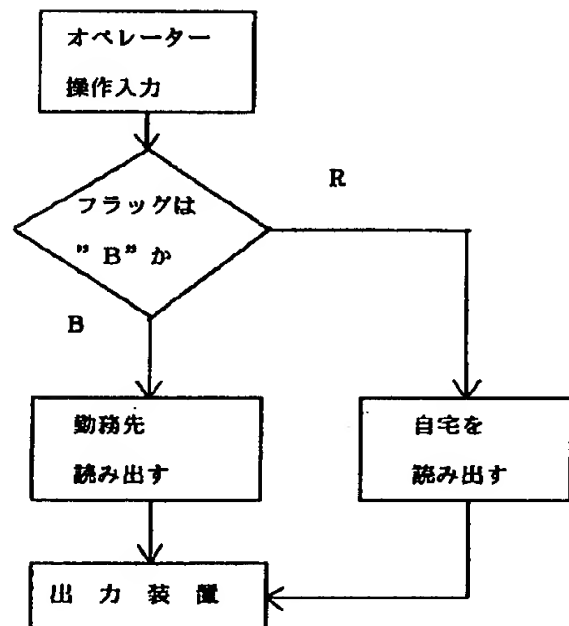 オペレーター
操作入力
フラッグは
"B"か
R
B
勤務先
読み出す
自宅を
読み出す
出力装置